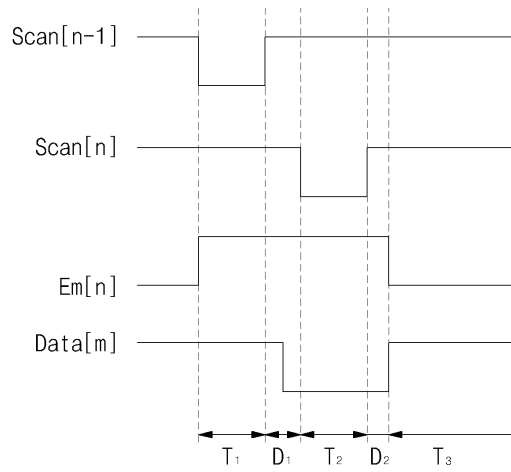 Scan[n-1]
Scan[n]
Em[n]
Data[m]
T₁ D₁ T₂ D₂ T₃